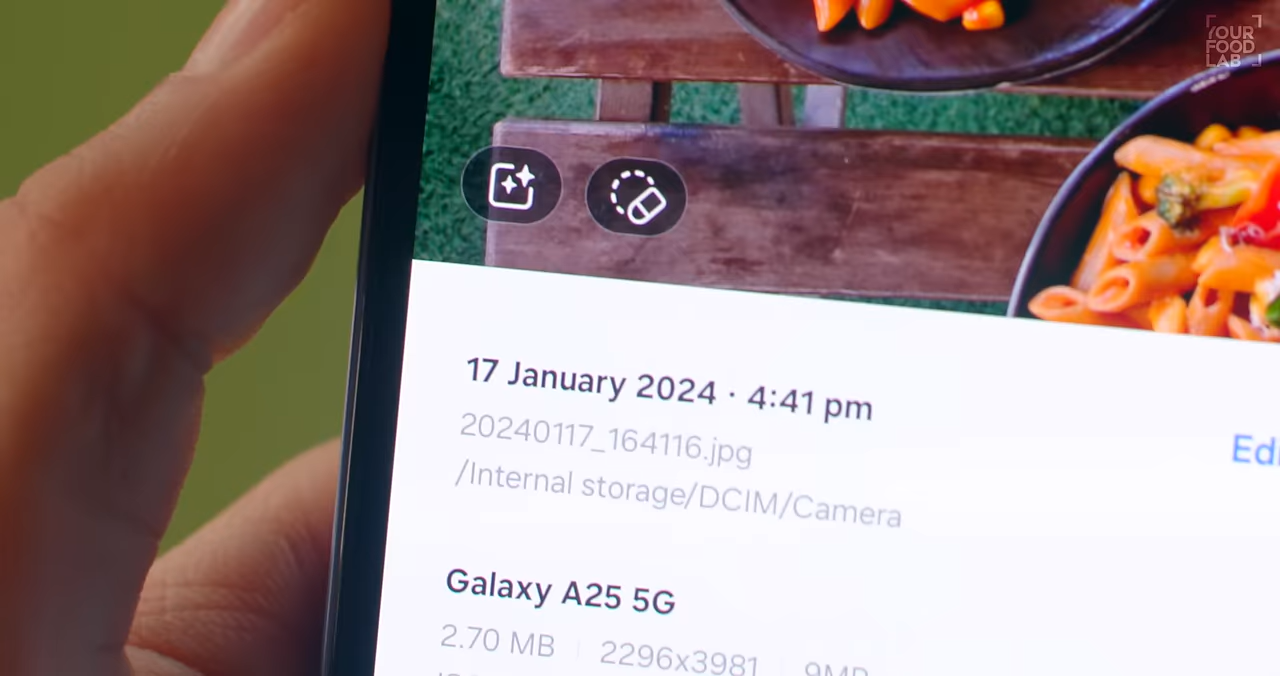 YOUR
FOOD
LAB
17 January 2024 · 4:41 pm
20240117_164116.jpg
/Internal storage/DCIM/Camera
Galaxy A25 5G
2.70 MB 2296x3981 9MP